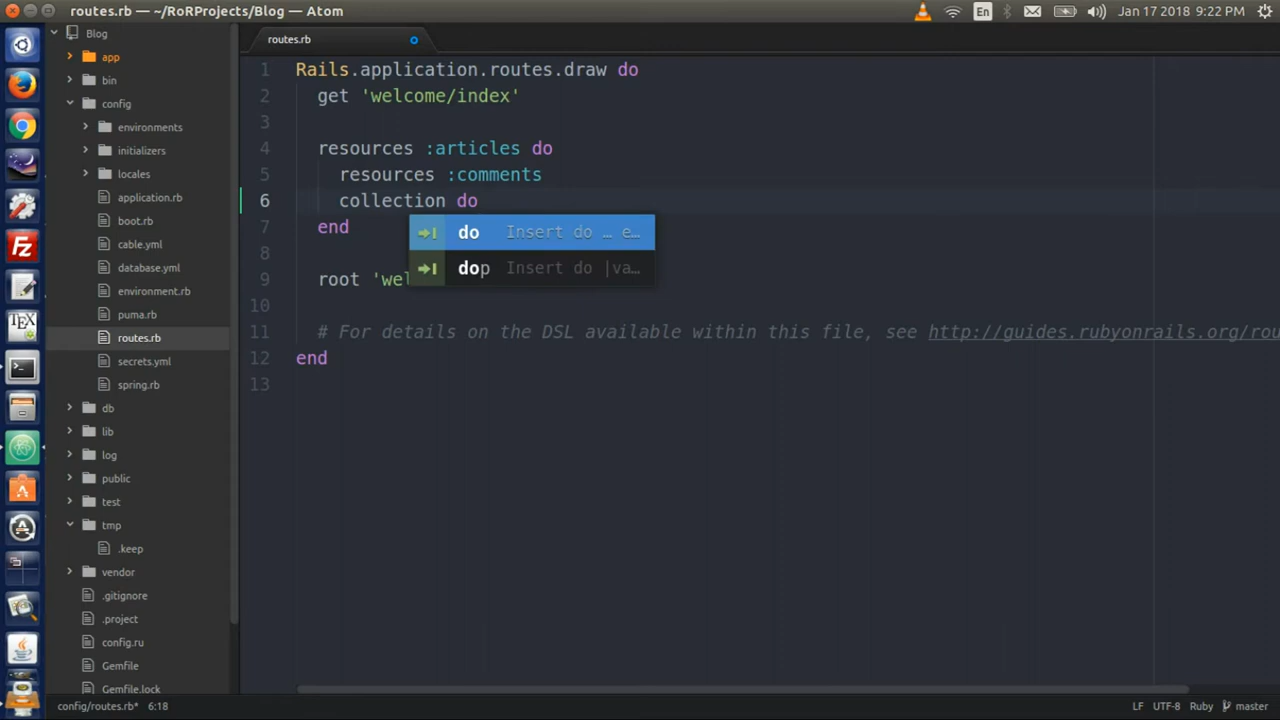 routes.rb — ~/RoRProjects/Blog — Atom
En
Jan 17 2018 9:22 PM
Blog
app
bin
config
environments
initializers
locales
application.rb
boot.rb
cable.yml
database.yml
environment.rb
puma.rb
routes.rb
secrets.yml
spring.rb
db
lib
log
public
test
tmp
.keep
vendor
.gitignore
.project
config.ru
Gemfile
Gemfile.lock
routes.rb
1 Rails.application.routes.draw do
2 get 'welcome/index'
3
4 resources :articles do
5 resources :comments
6 collection do
7 end
do Insert do … e…
8
dop Insert do |va…
9 root 'wel
10
11 # For details on the DSL available within this file, see http://guides.rubyonrails.org/rou
12 end
13
config/routes.rb* 6:18
LF UTF-8 Ruby master